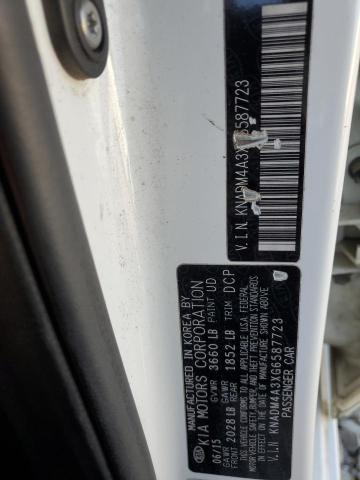 V.I.N. KNADM4A3XG6587723
MANUFACTURED IN KOREA BY
KIA MOTORS CORPORATION
06/15 GVWR 3660 LB PAINT UD
GAWR FRONT 2028 LB GAWR REAR 1852 LB TRIM DCP
THIS VEHICLE CONFORMS TO ALL APPLICABLE
U.S.A. FEDERAL MOTOR VEHICLE SAFETY, BUMPER,
AND THEFT PREVENTION STANDARDS
IN EFFECT ON THE DATE OF MANUFACTURE SHOWN ABOVE.
V.I.N. KNADM4A3XG6587723
PASSENGER CAR